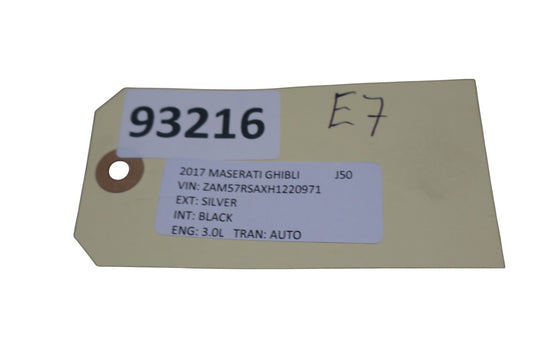 93216
E7
2017 MASERATI GHIBLI J50
VIN: ZAM57RSAXH1220971
EXT: SILVER
INT: BLACK
ENG: 3.0L TRAN: AUTO